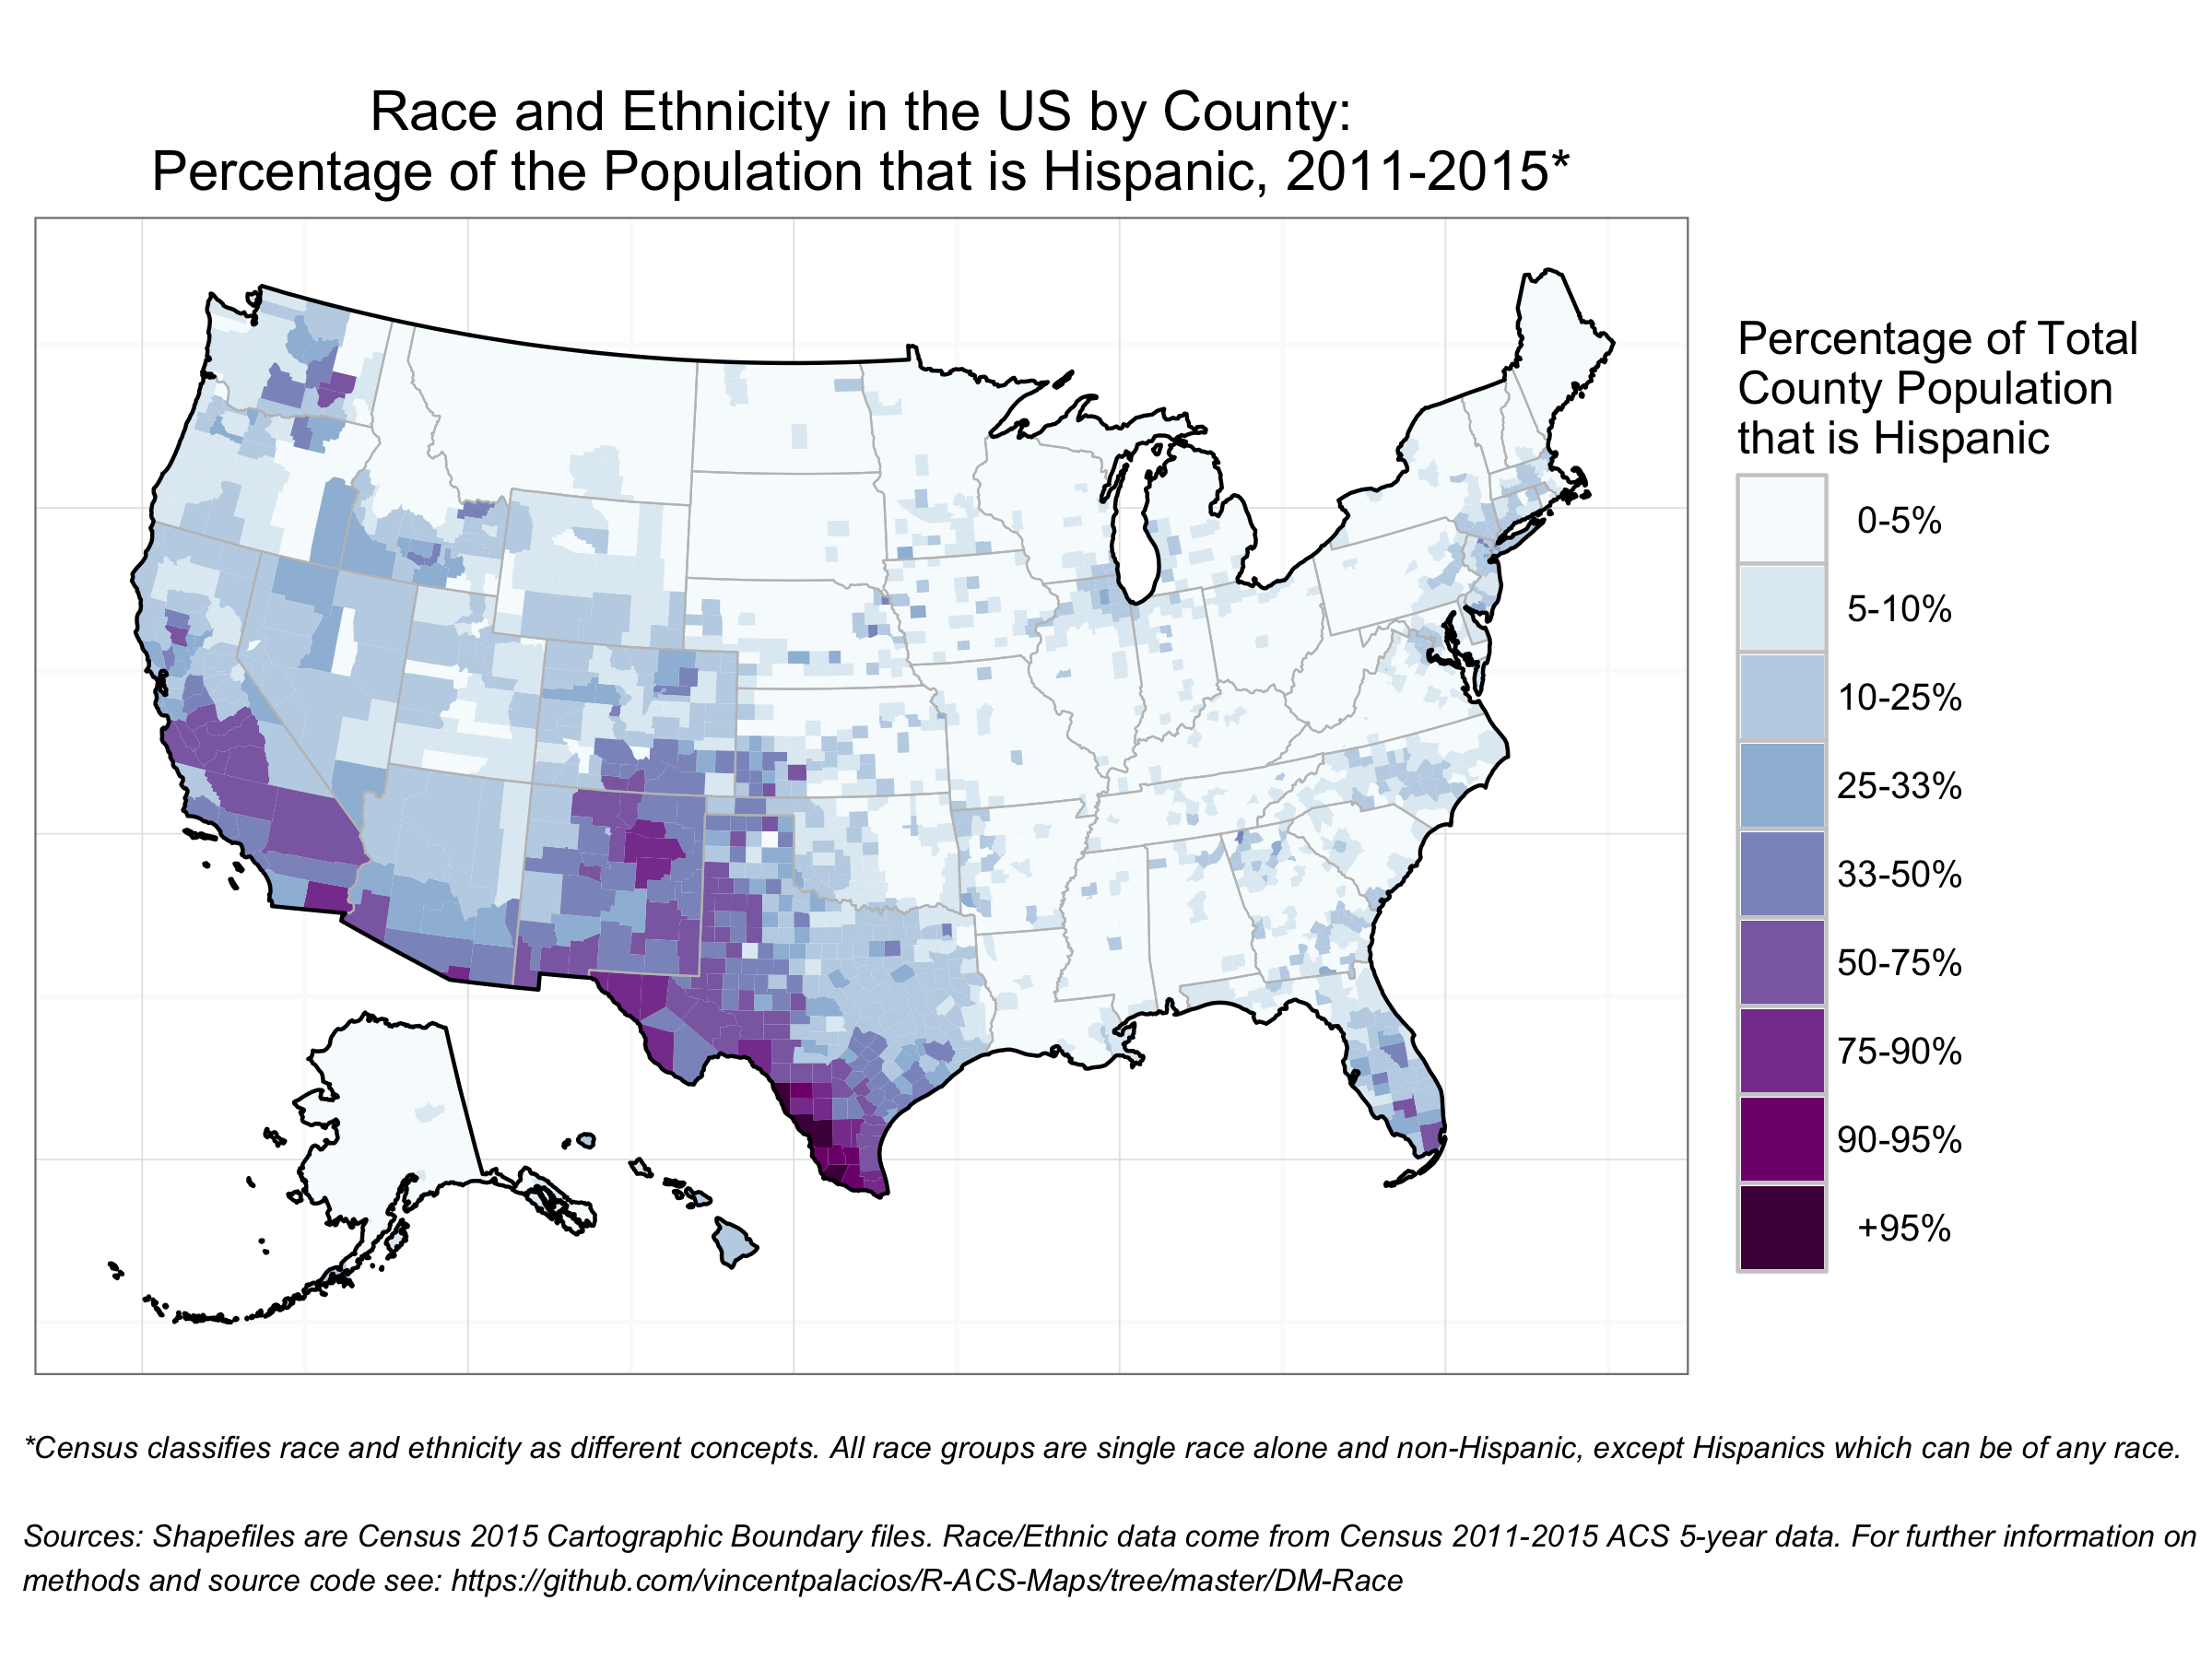 Race and Ethnicity in the US by County:
Percentage of the Population that is Hispanic, 2011-2015*
Percentage of Total
County Population
that is Hispanic
0-5%
5-10%
10-25%
25-33%
33-50%
50-75%
75-90%
90-95%
+95%
*Census classifies race and ethnicity as different concepts. All race groups are single race alone and non-Hispanic, except Hispanics which can be of any race.
Sources: Shapefiles are Census 2015 Cartographic Boundary files. Race/Ethnic data come from Census 2011-2015 ACS 5-year data. For further information on
methods and source code see: https://github.com/vincentpalacios/R-ACS-Maps/tree/master/DM-Race